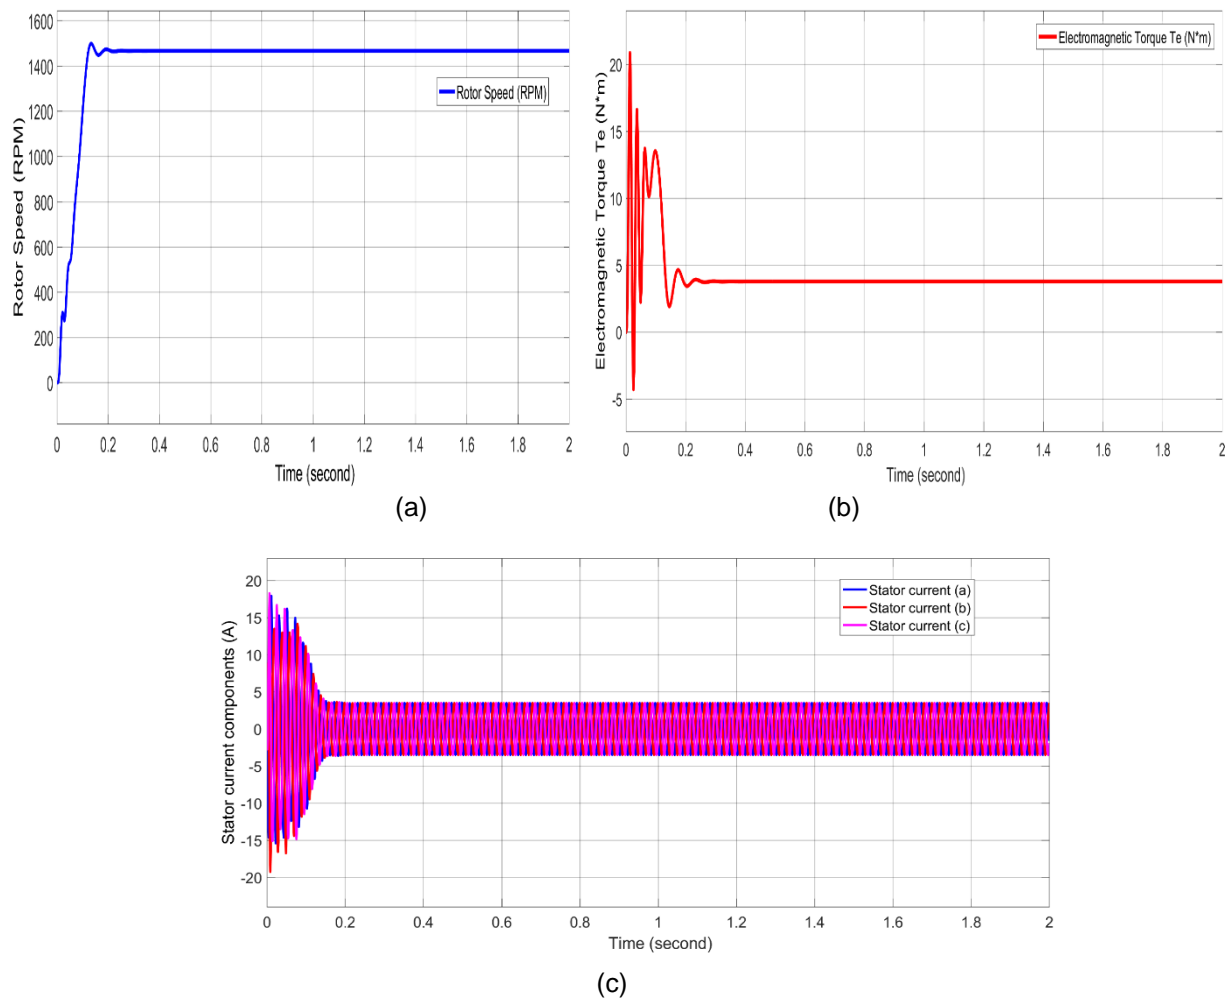 1600
1400
1200
1000
800
600
400
200
0
Rotor Speed (RPM)
Rotor Speed (RPM)
0 0.2 0.4 0.6 0.8 1 1.2 1.4 1.6 1.8 2
Time (second)
(a)
20
15
10
5
0
-5
Electromagnetic Torque Te (N*m)
Electromagnetic Torque Te (N*m)
0 0.2 0.4 0.6 0.8 1 1.2 1.4 1.6 1.8 2
Time (second)
(b)
20
15
10
5
0
-5
-10
-15
-20
Stator current components (A)
Stator current (a)
Stator current (b)
Stator current (c)
0 0.2 0.4 0.6 0.8 1 1.2 1.4 1.6 1.8 2
Time (second)
(c)